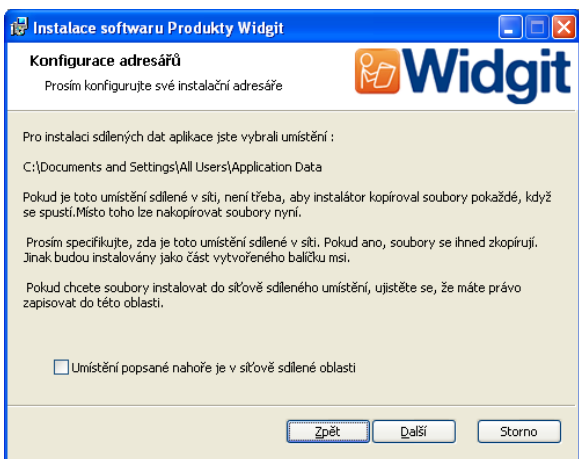 Instalace softwaru Produkty Widgit
Konfigurace adresářů
Prosím konfigurujte své instalační adresáře
Widgit
Pro instalaci sdílených dat aplikace jste vybrali umístění :
C:\Documents and Settings\All Users\Application Data
Pokud je toto umístění sdílené v síti, není třeba, aby instalátor kopíroval soubory pokaždé, když
se spustí.Místo toho lze nakopírovat soubory nyní.
Prosím specifikujte, zda je toto umístění sdílené v síti. Pokud ano, soubory se ihned zkopírují.
Jinak budou instalovány jako část vytvořeného balíčku msi.
Pokud chcete soubory instalovat do síťově sdíleného umístění, ujistěte se, že máte právo
zapisovat do této oblasti.
Umístění popsané nahoře je v síťově sdílené oblasti
Zpět
Další
Storno